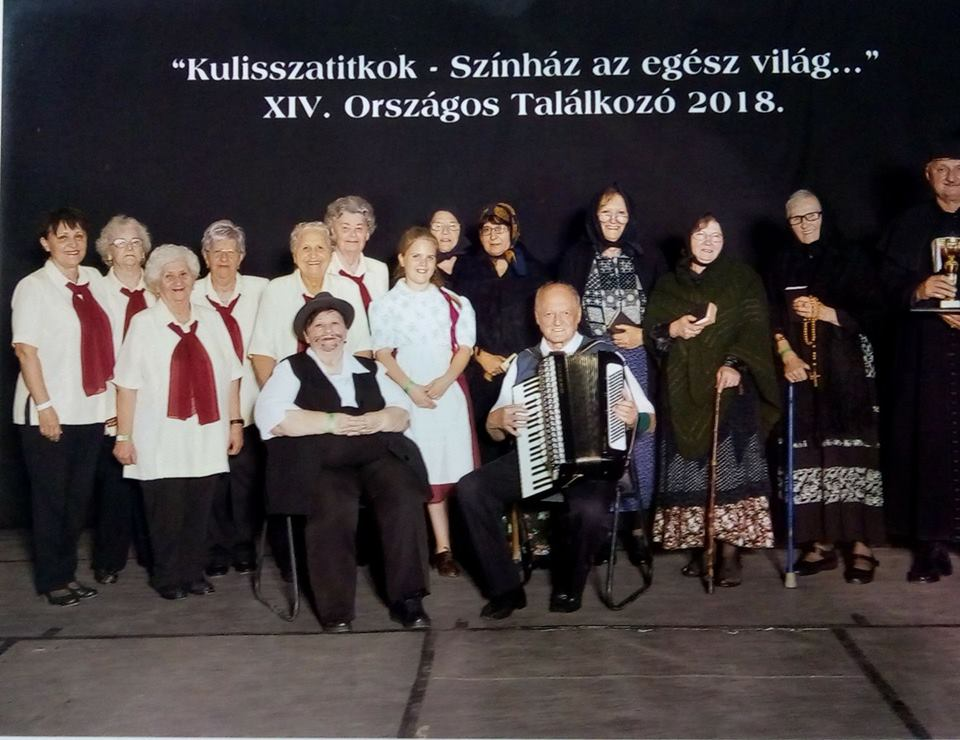 “Kulisszatitkok - Színház az egész világ...”
XIV. Országos Találkozó 2018.